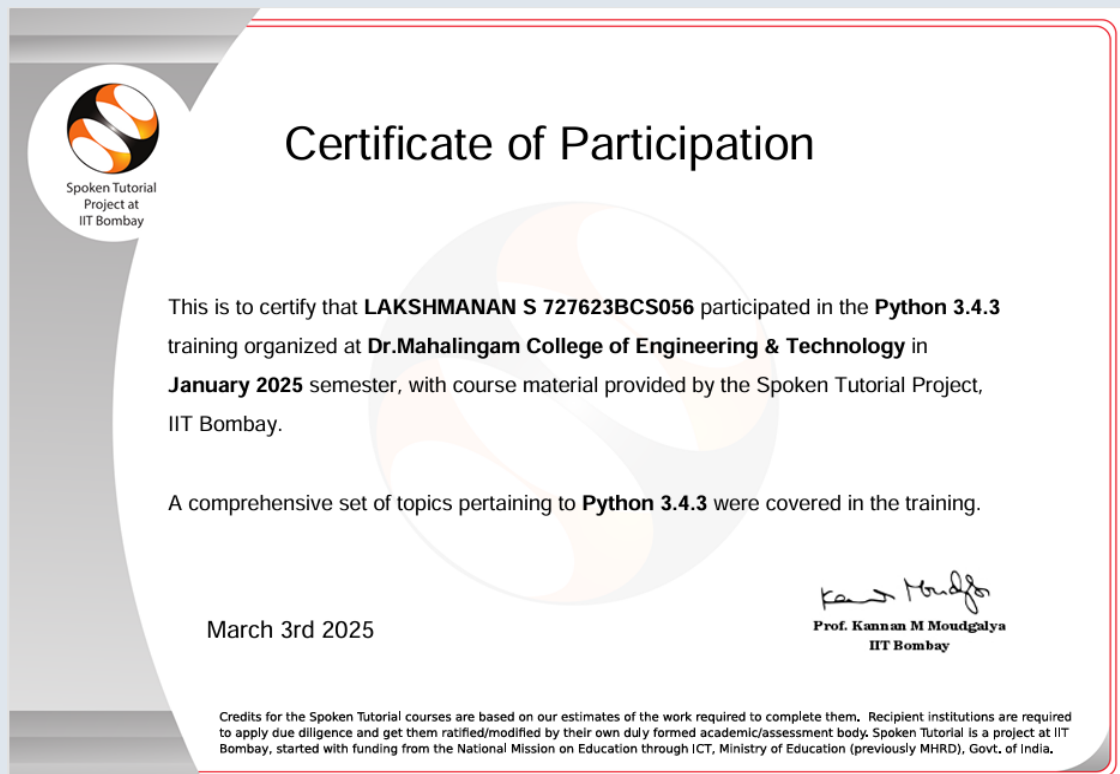 Spoken Tutorial
Project at
IIT Bombay
Certificate of Participation
This is to certify that LAKSHMANAN S 727623BCS056 participated in the Python 3.4.3
training organized at Dr.Mahalingam College of Engineering & Technology in
January 2025 semester, with course material provided by the Spoken Tutorial Project,
IIT Bombay.
A comprehensive set of topics pertaining to Python 3.4.3 were covered in the training.
March 3rd 2025
Prof. Kannan M Moudgalya
IIT Bombay
Credits for the Spoken Tutorial courses are based on our estimates of the work required to complete them. Recipient institutions are required
to apply due diligence and get them ratified/modified by their own duly formed academic/assessment body. Spoken Tutorial is a project at IIT
Bombay, started with funding from the National Mission on Education through ICT, Ministry of Education (previously MHRD), Govt. of India.